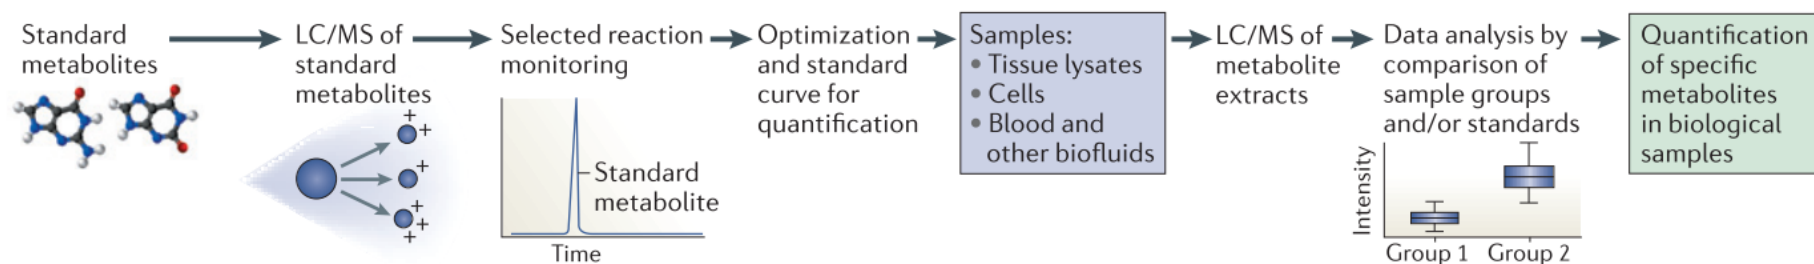 Standard
metabolites
LC/MS of
standard
metabolites
+
+
+
+
+
+
Selected reaction
monitoring
Standard
metabolite
Time
Optimization
and standard
curve for
quantification
Samples:
• Tissue lysates
• Cells
• Blood and
other biofluids
LC/MS of
metabolite
extracts
Data analysis by
comparison of
sample groups
and/or standards
Intensity
Group 1
Group 2
Quantification
of specific
metabolites
in biological
samples